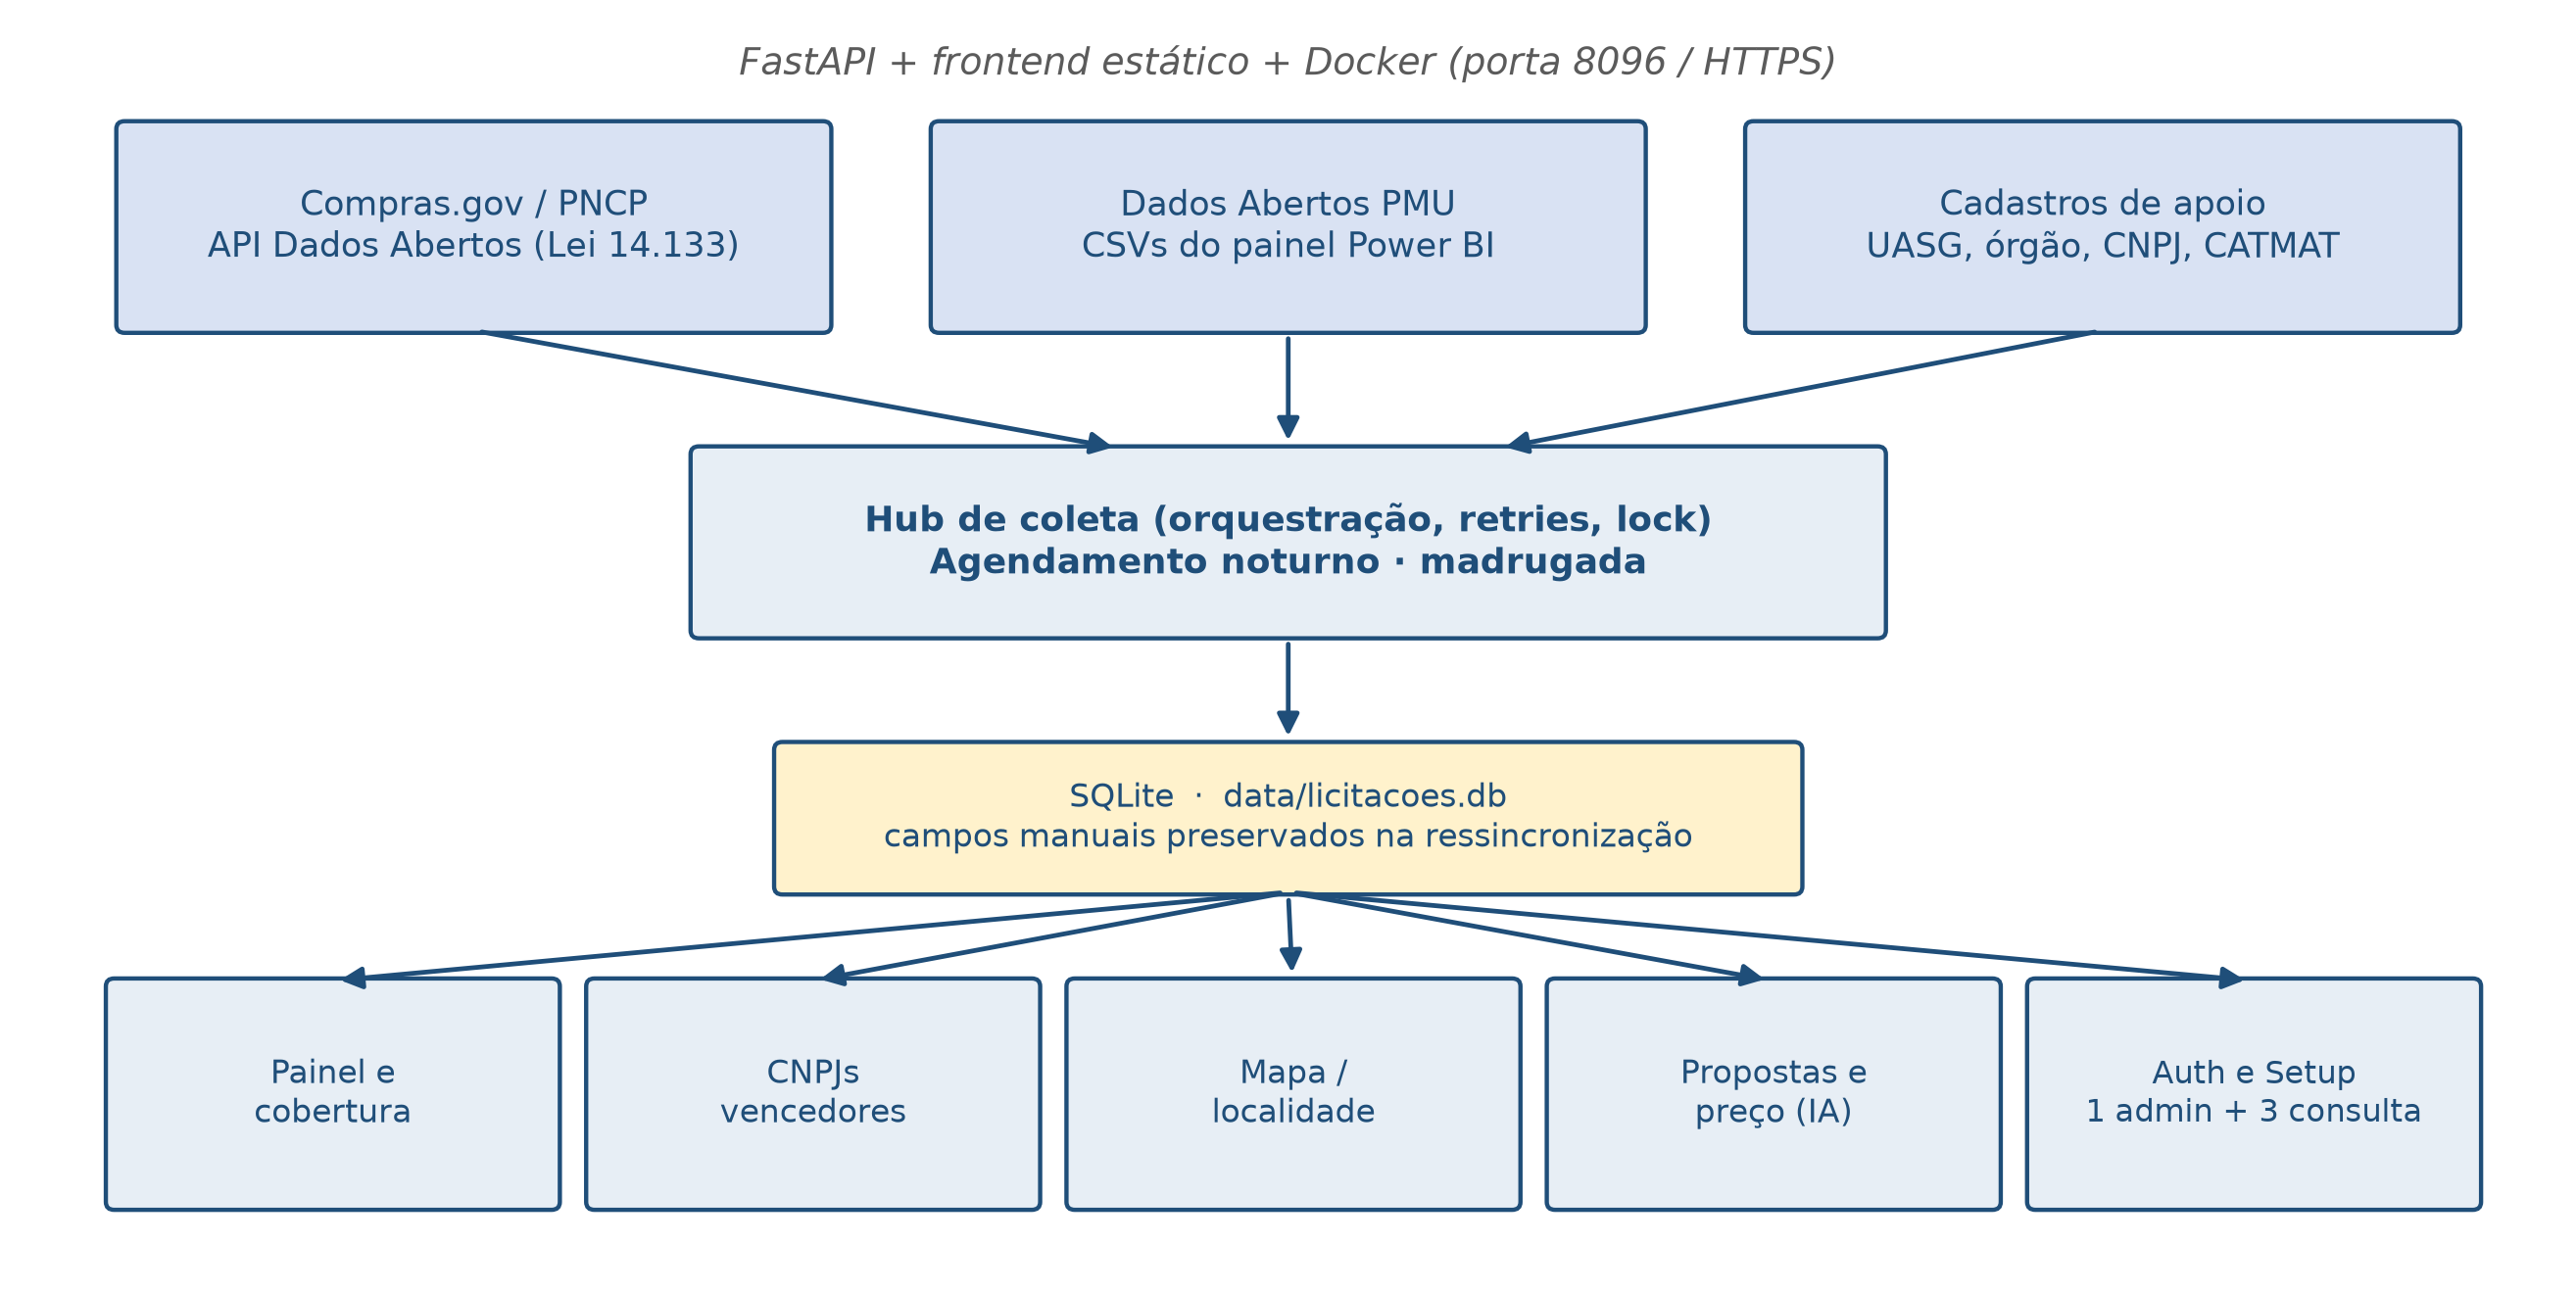 FastAPI + frontend estático + Docker (porta 8096 / HTTPS)
Compras.gov / PNCP
API Dados Abertos (Lei 14.133)
Dados Abertos PMU
CSVs do painel Power BI
Cadastros de apoio
UASG, órgão, CNPJ, CATMAT
Hub de coleta (orquestração, retries, lock)
Agendamento noturno · madrugada
SQLite · data/licitacoes.db
campos manuais preservados na ressincronização
Painel e
cobertura
CNPJs
vencedores
Mapa /
localidade
Propostas e
preço (IA)
Auth e Setup
1 admin + 3 consulta